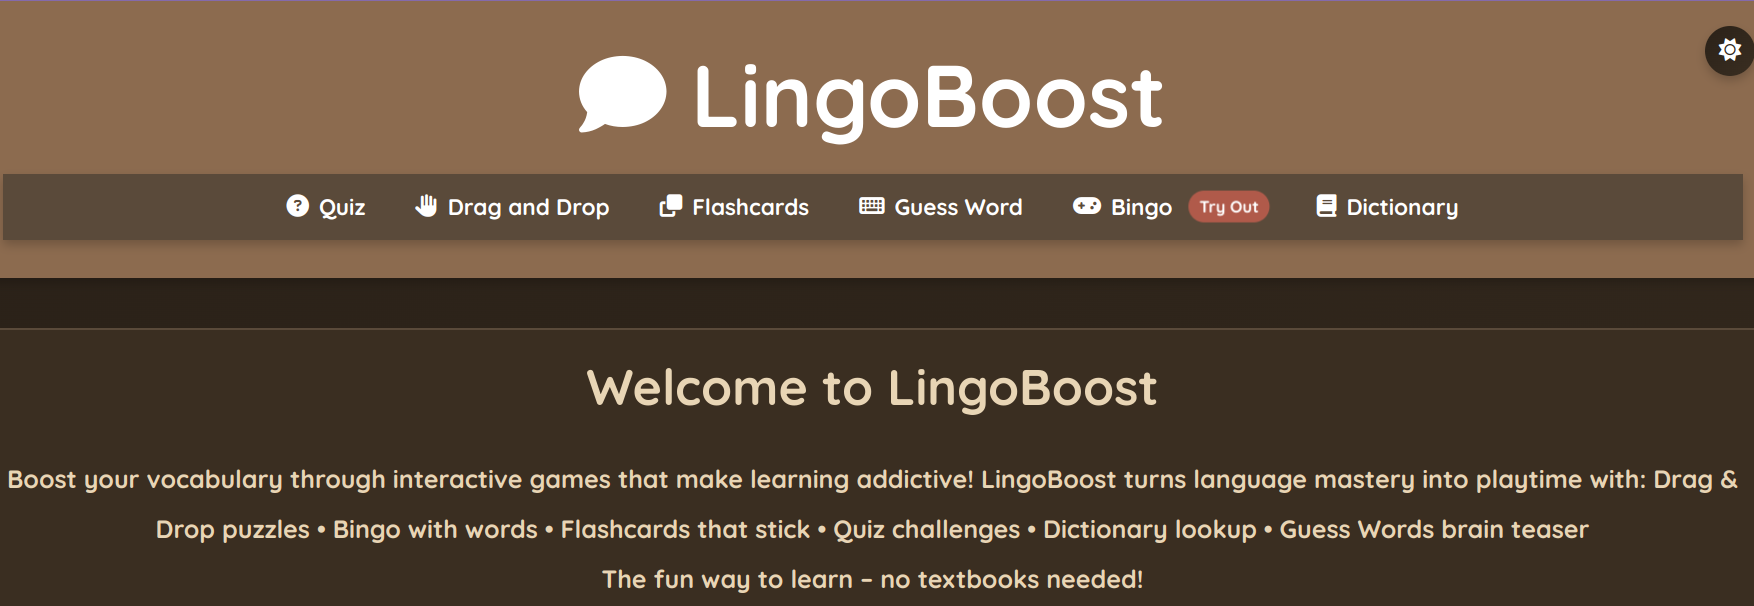 LingoBoost
Quiz Drag and Drop Flashcards Guess Word Bingo Try Out Dictionary
Welcome to LingoBoost
Boost your vocabulary through interactive games that make learning addictive! LingoBoost turns language mastery into playtime with: Drag &
Drop puzzles • Bingo with words • Flashcards that stick • Quiz challenges • Dictionary lookup • Guess Words brain teaser
The fun way to learn – no textbooks needed!